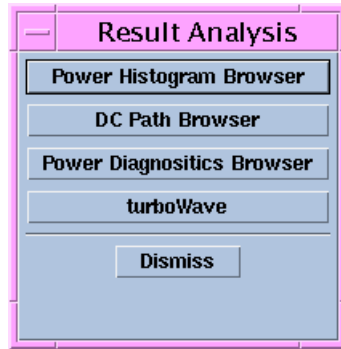 Result Analysis
Power Histogram Browser
DC Path Browser
Power Diagnositics Browser
turboWave
Dismiss